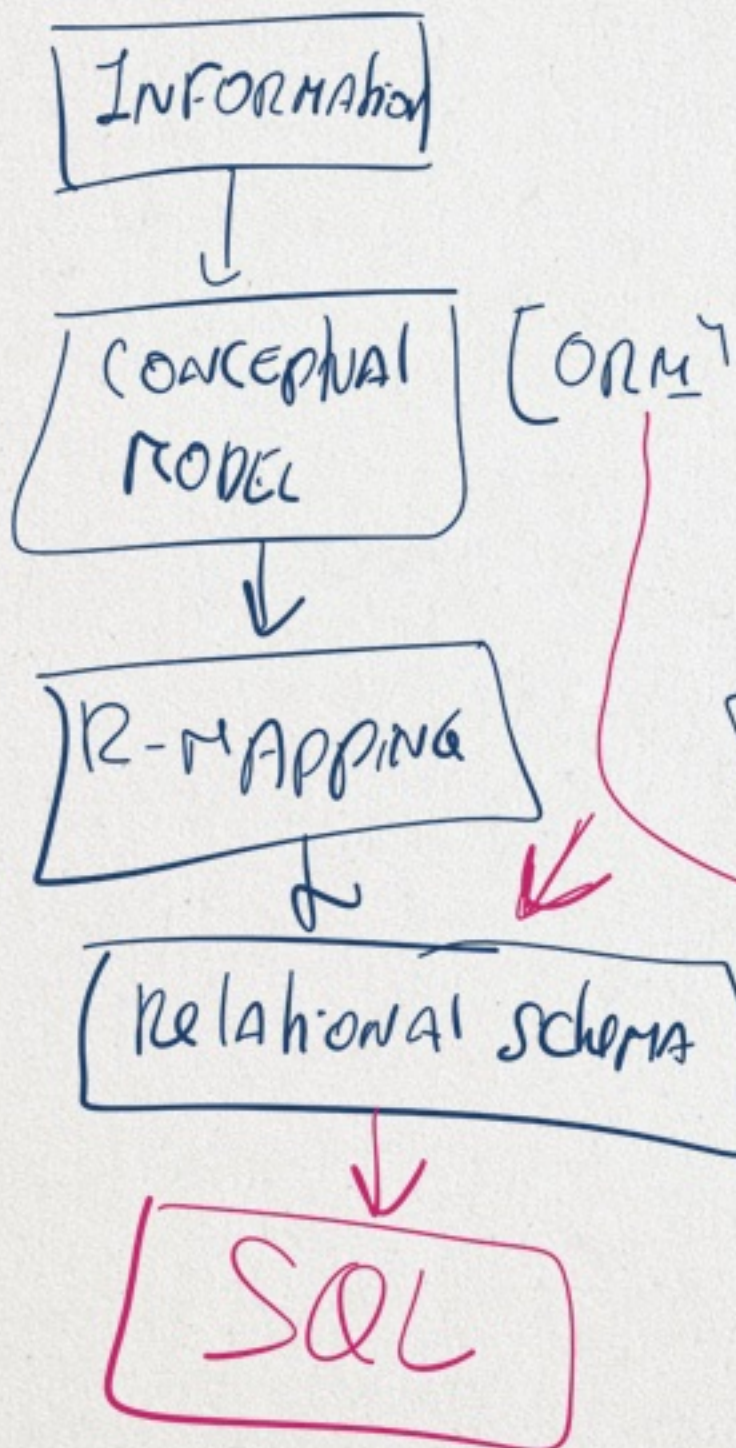 INFORMATION
CONCEPTUAL
MODEL
[ORM
R-MAPPING
Relational schema
SQL